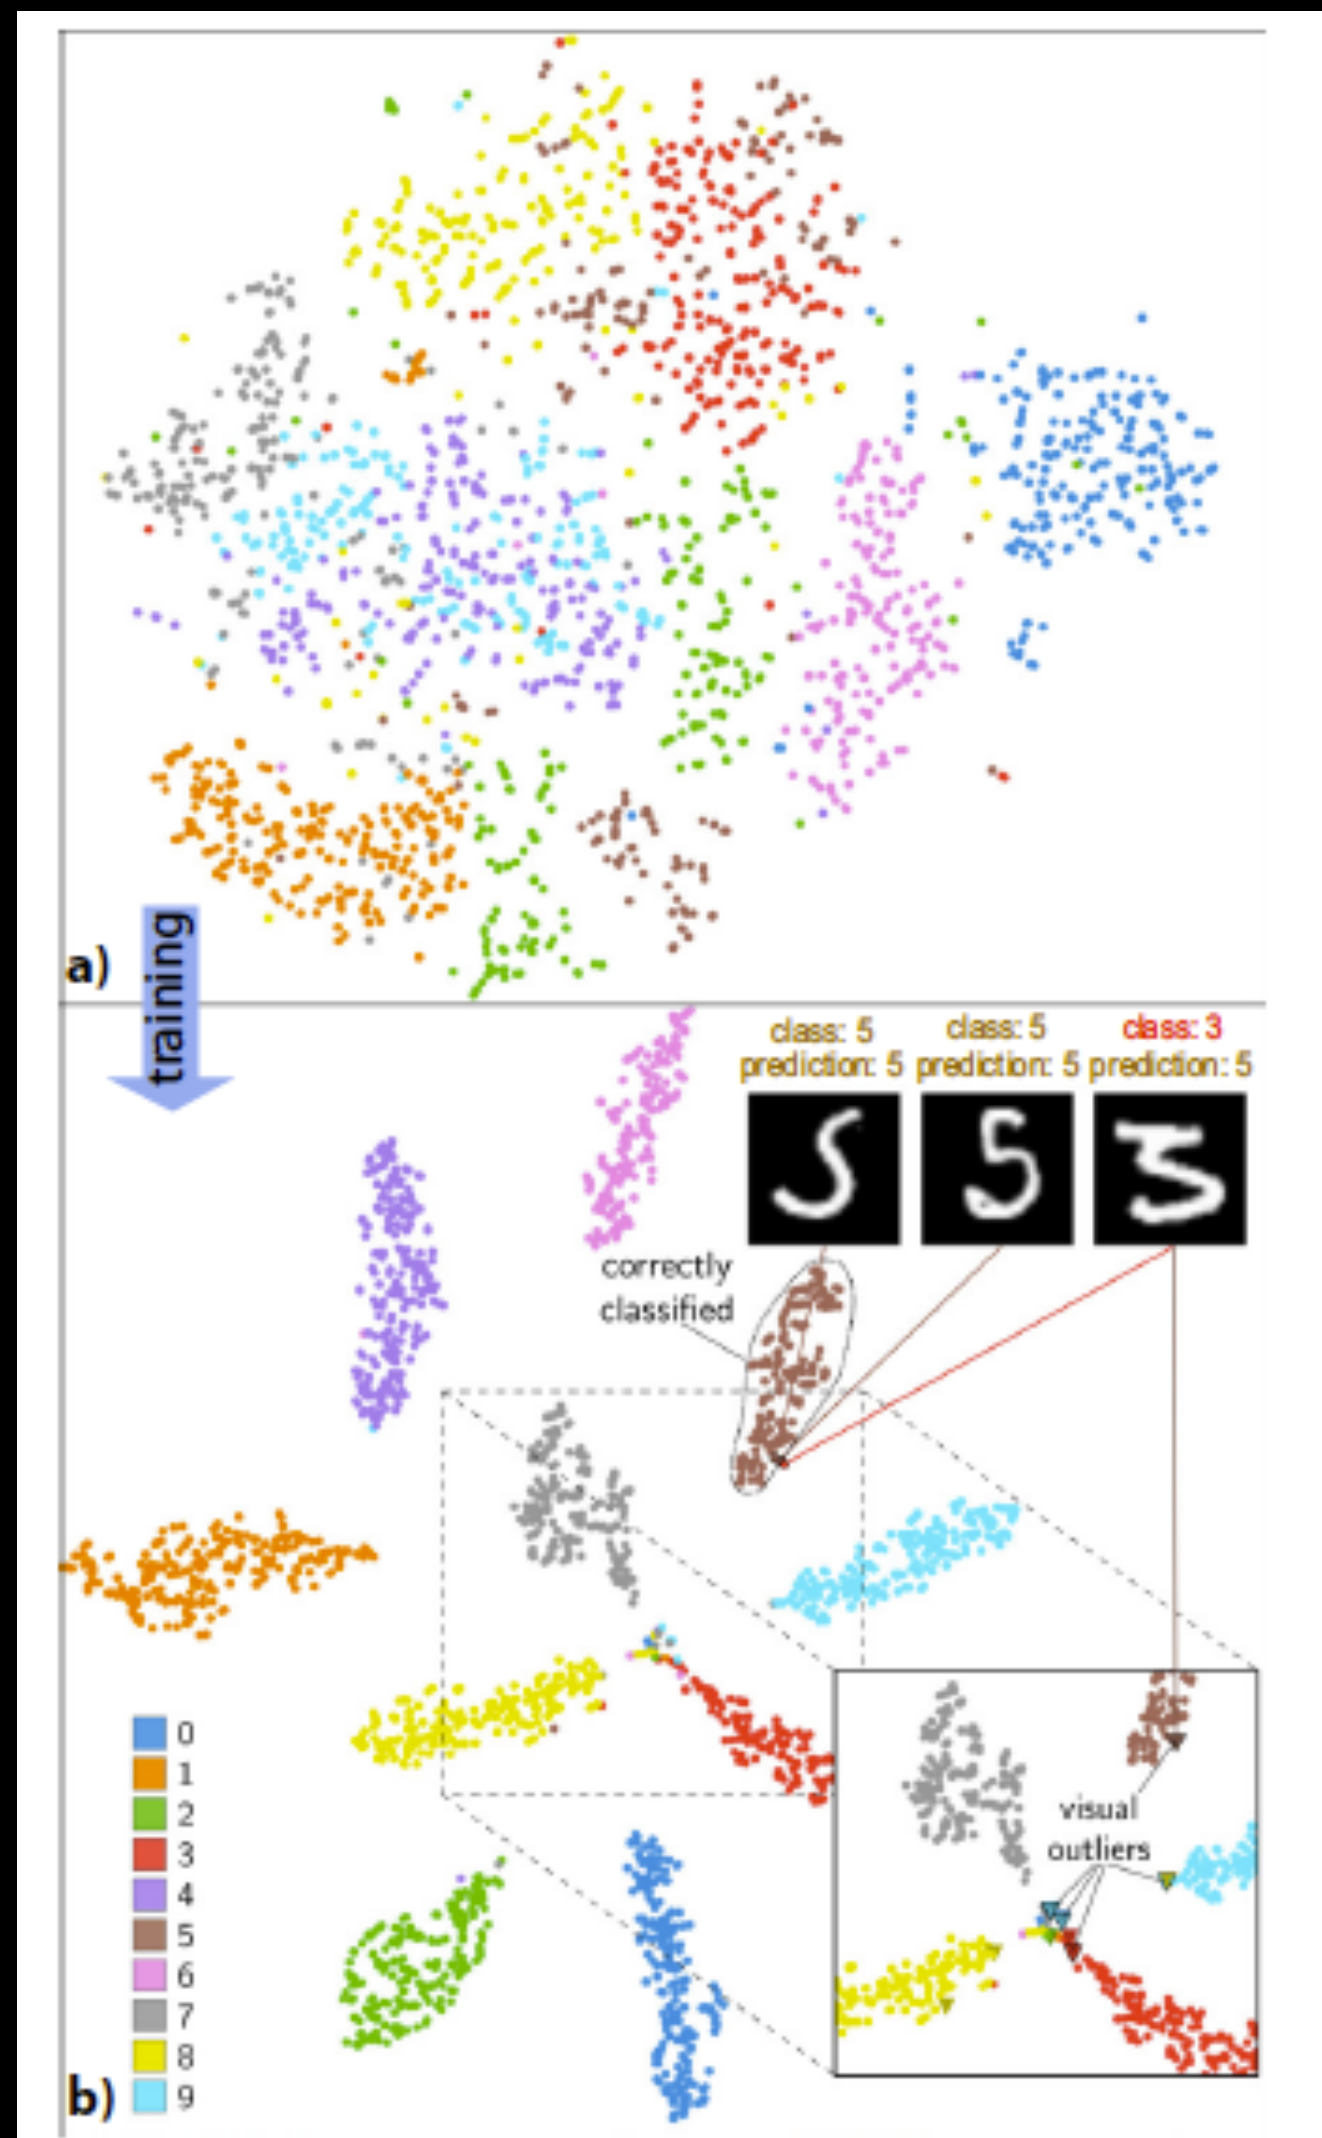 a)
training
class: 5
prediction: 5
class: 5
prediction: 5
class: 3
prediction: 5
correctly
classified
visual
outliers
0
1
2
3
4
5
6
7
8
9
b)